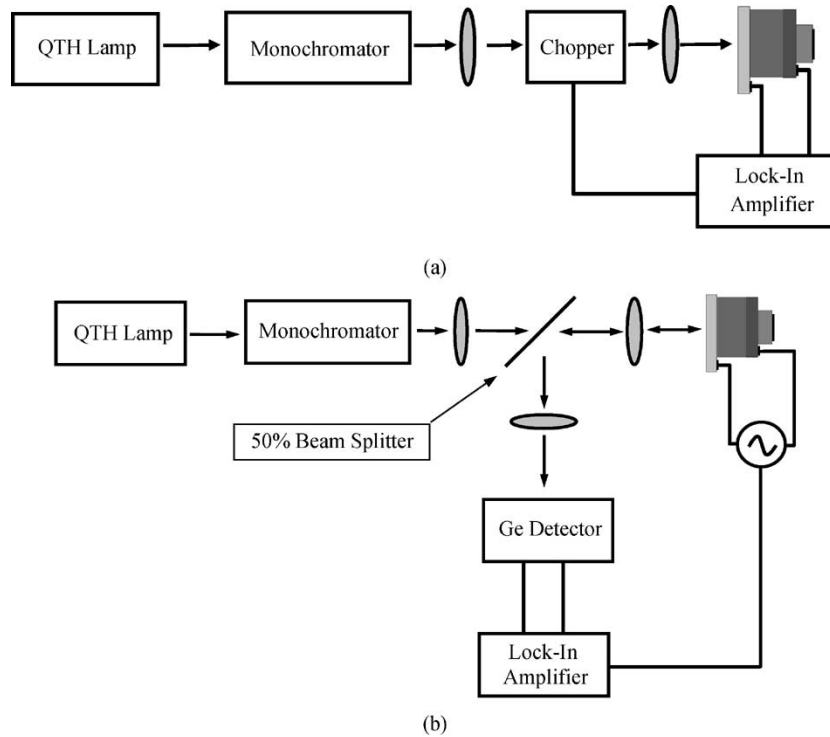 QTH Lamp
Monochromator
Chopper
Lock-In
Amplifier
(a)
QTH Lamp
Monochromator
50% Beam Splitter
Ge Detector
Lock-In
Amplifier
(b)